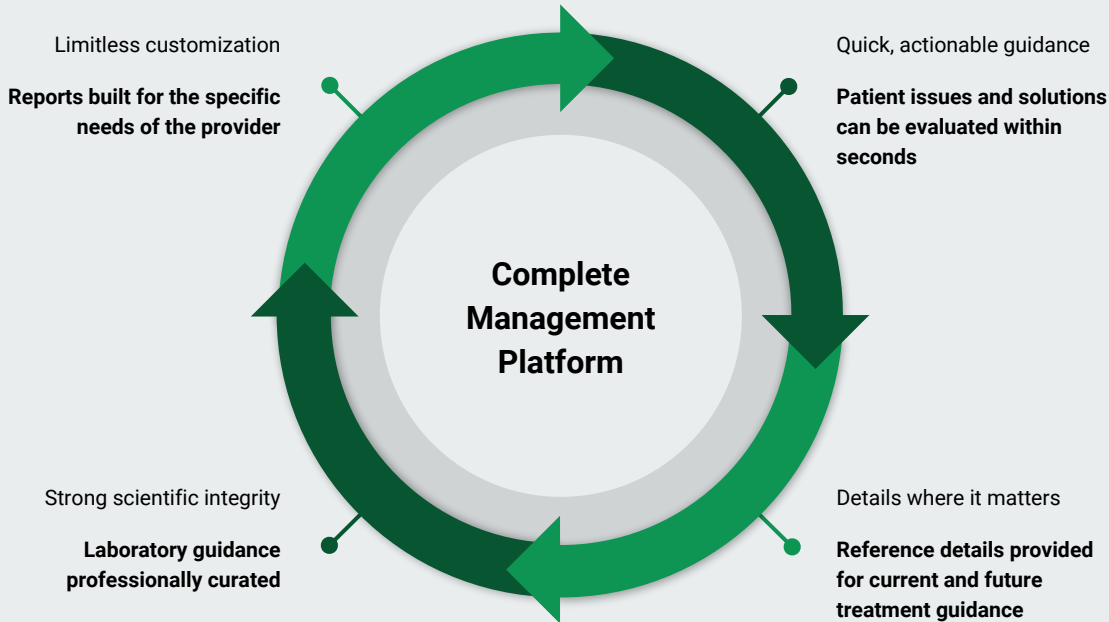 Limitless customization
Reports built for the specific
needs of the provider
Quick, actionable guidance
Patient issues and solutions
can be evaluated within
seconds
Complete
Management
Platform
Strong scientific integrity
Laboratory guidance
professionally curated
Details where it matters
Reference details provided
for current and future
treatment guidance